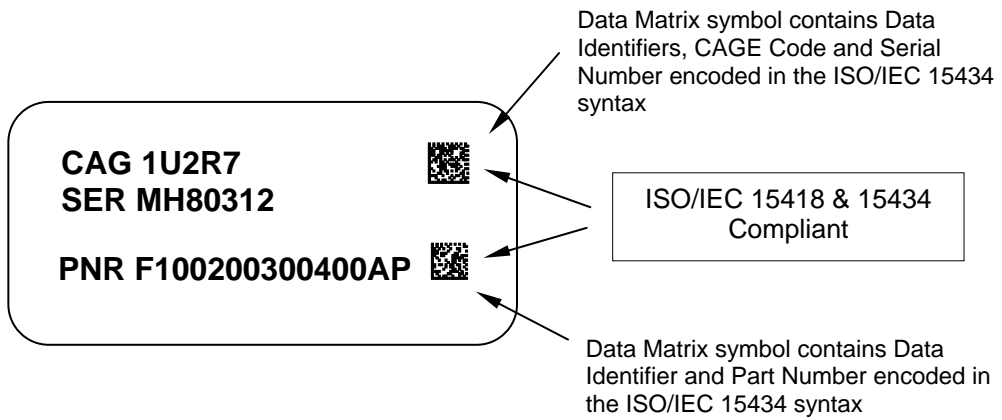 Data Matrix symbol contains Data
Identifiers, CAGE Code and Serial
Number encoded in the ISO/IEC 15434
syntax
CAG 1U2R7
SER MH80312
ISO/IEC 15418 & 15434
Compliant
PNR F100200300400AP
Data Matrix symbol contains Data
Identifier and Part Number encoded in
the ISO/IEC 15434 syntax